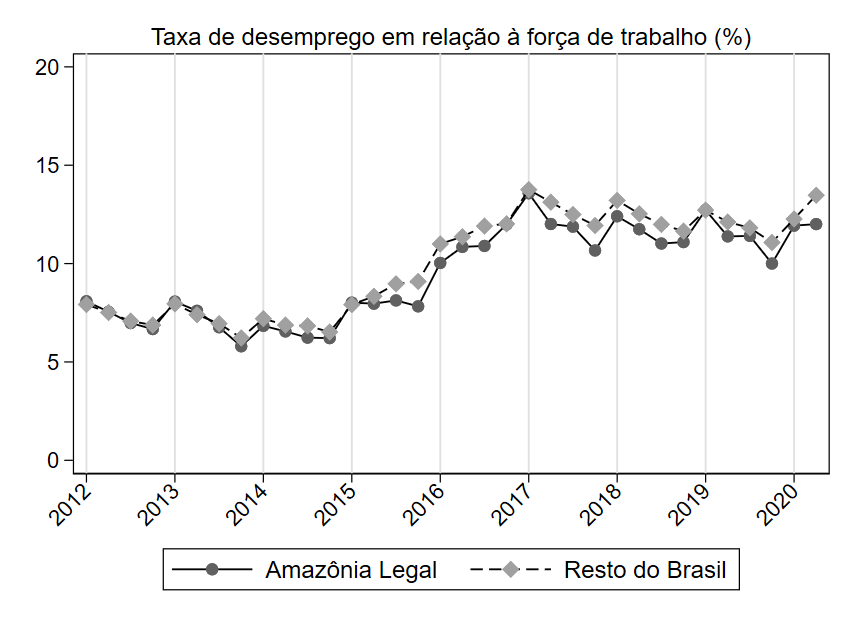 Taxa de desemprego em relação à força de trabalho (%)
20
15
10
5
0
2012 2013 2014 2015 2016 2017 2018 2019 2020
Amazônia Legal Resto do Brasil